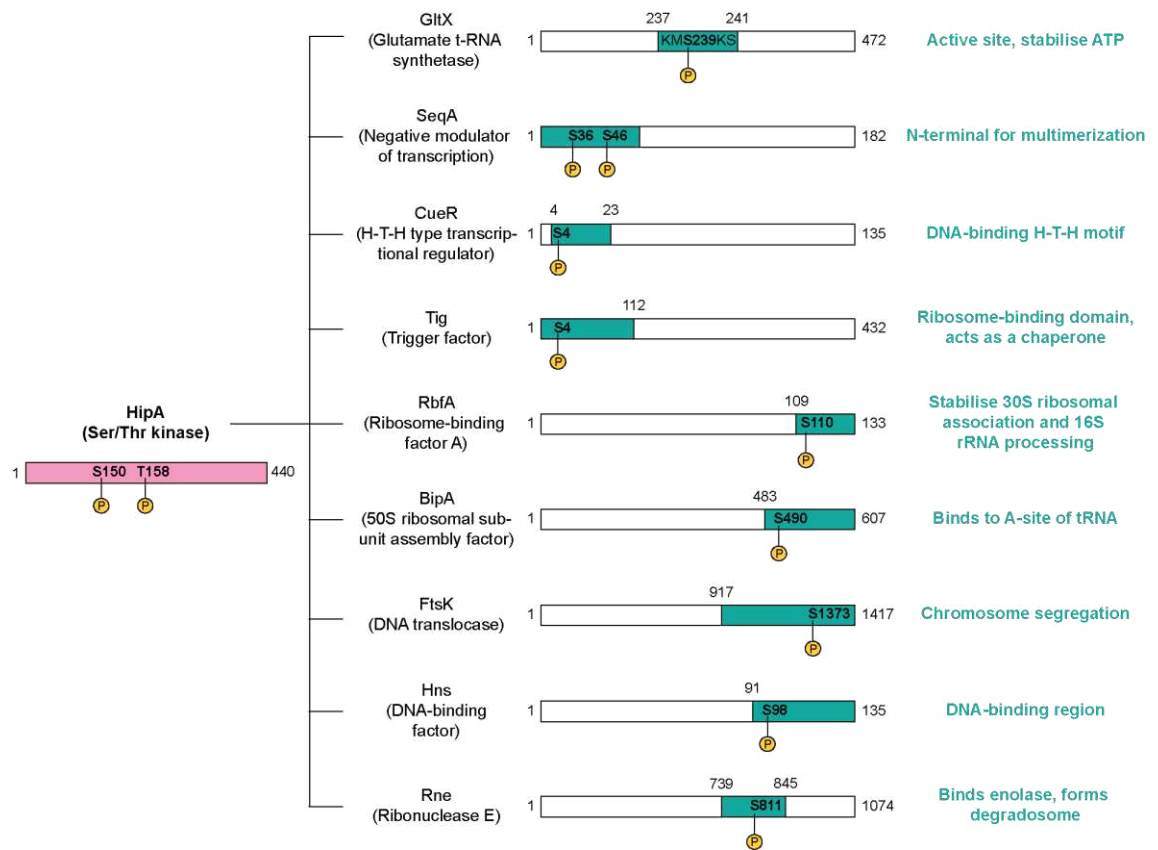 GltX
(Glutamate t-RNA
synthetase)
1
237
241
KMS239KS
P
472
Active site, stabilise ATP
SeqA
(Negative modulator
of transcription)
1
S36 S46
P P
182
N-terminal for multimerization
CueR
(H-T-H type transcrip-
tional regulator)
1
4
23
S4
P
135
DNA-binding H-T-H motif
Tig
(Trigger factor)
1
112
S4
P
432
Ribosome-binding domain,
acts as a chaperone
HipA
(Ser/Thr kinase)
1
S150 T158
P P
440
RbfA
(Ribosome-binding
factor A)
1
109
S110
P
133
Stabilise 30S ribosomal
association and 16S
rRNA processing
BipA
(50S ribosomal sub-
unit assembly factor)
1
483
S490
P
607
Binds to A-site of tRNA
FtsK
(DNA translocase)
1
917
S1373
P
1417
Chromosome segregation
Hns
(DNA-binding
factor)
1
91
S98
P
135
DNA-binding region
Rne
(Ribonuclease E)
1
739
845
S811
P
1074
Binds enolase, forms
degradosome